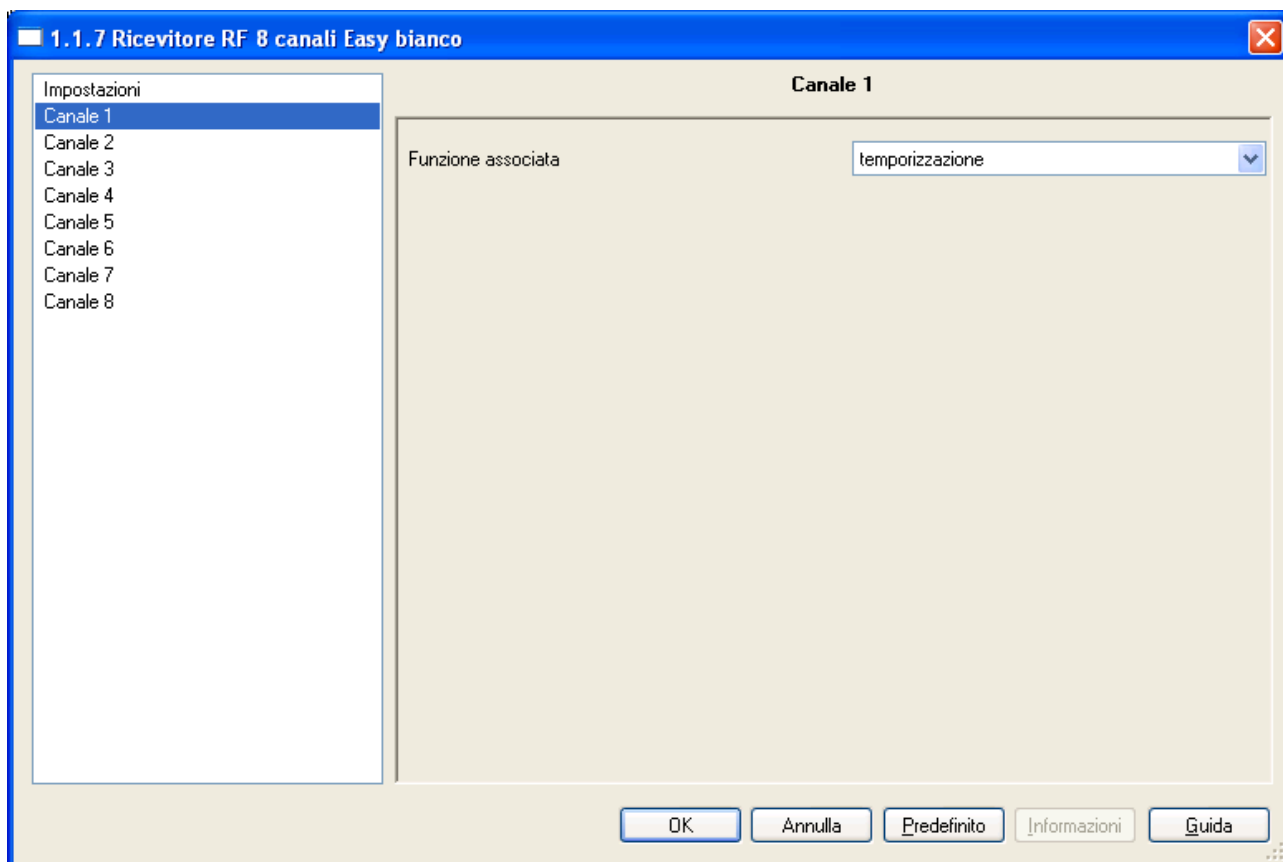 1.1.7 Ricevitore RF 8 canali Easy bianco
Impostazioni
Canale 1
Canale 2
Canale 3
Canale 4
Canale 5
Canale 6
Canale 7
Canale 8
Canale 1
Funzione associata
temporizzazione
OK
Annulla
Predefinito
Informazioni
Guida